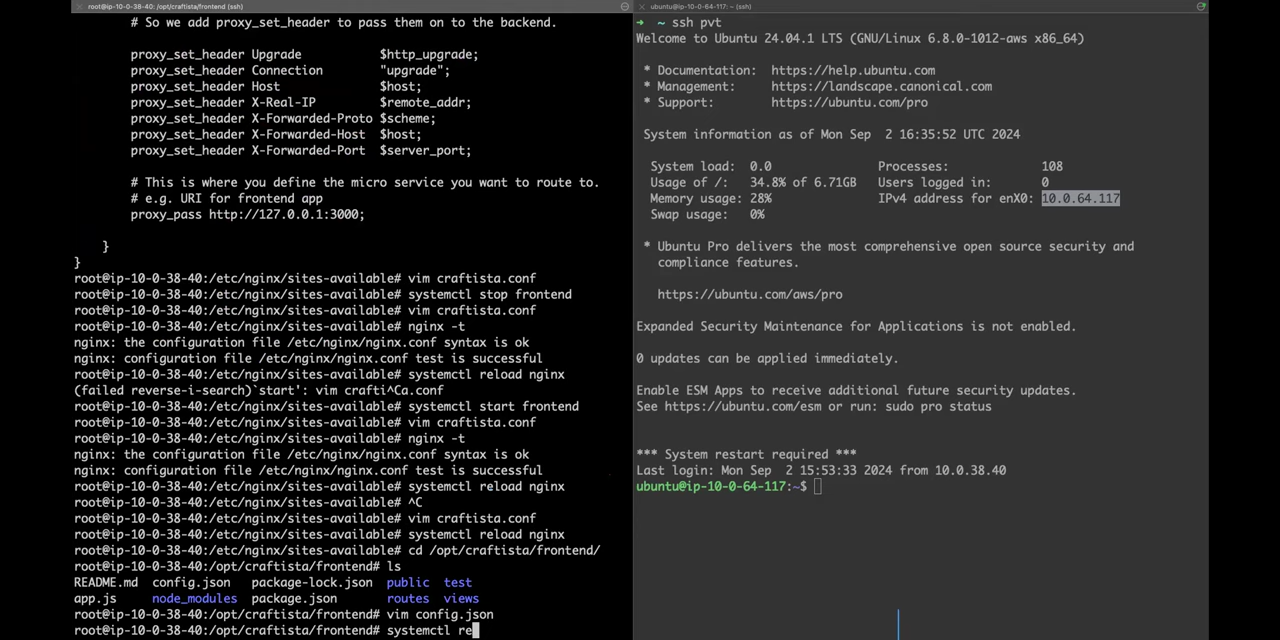 root@ip-10-0-38-40: /opt/craftista/frontend (ssh)
# So we add proxy_set_header to pass them on to the backend.
proxy_set_header Upgrade $http_upgrade;
proxy_set_header Connection "upgrade";
proxy_set_header Host $host;
proxy_set_header X-Real-IP $remote_addr;
proxy_set_header X-Forwarded-Proto $scheme;
proxy_set_header X-Forwarded-Host $host;
proxy_set_header X-Forwarded-Port $server_port;
# This is where you define the micro service you want to route to.
# e.g. URI for frontend app
proxy_pass http://127.0.0.1:3000;
}
}
root@ip-10-0-38-40:/etc/nginx/sites-available# vim craftista.conf
root@ip-10-0-38-40:/etc/nginx/sites-available# systemctl stop frontend
root@ip-10-0-38-40:/etc/nginx/sites-available# vim craftista.conf
root@ip-10-0-38-40:/etc/nginx/sites-available# nginx -t
nginx: the configuration file /etc/nginx/nginx.conf syntax is ok
nginx: configuration file /etc/nginx/nginx.conf test is successful
root@ip-10-0-38-40:/etc/nginx/sites-available# systemctl reload nginx
(failed reverse-i-search)`start': vim crafti^Ca.conf
root@ip-10-0-38-40:/etc/nginx/sites-available# systemctl start frontend
root@ip-10-0-38-40:/etc/nginx/sites-available# vim craftista.conf
root@ip-10-0-38-40:/etc/nginx/sites-available# nginx -t
nginx: the configuration file /etc/nginx/nginx.conf syntax is ok
nginx: configuration file /etc/nginx/nginx.conf test is successful
root@ip-10-0-38-40:/etc/nginx/sites-available# systemctl reload nginx
root@ip-10-0-38-40:/etc/nginx/sites-available# ^C
root@ip-10-0-38-40:/etc/nginx/sites-available# vim craftista.conf
root@ip-10-0-38-40:/etc/nginx/sites-available# systemctl reload nginx
root@ip-10-0-38-40:/etc/nginx/sites-available# cd /opt/craftista/frontend/
root@ip-10-0-38-40:/opt/craftista/frontend# ls
README.md config.json package-lock.json public test
app.js node_modules package.json routes views
root@ip-10-0-38-40:/opt/craftista/frontend# vim config.json
root@ip-10-0-38-40:/opt/craftista/frontend# systemctl re
ubuntu@ip-10-0-64-117: ~ (ssh)
➜ ~ ssh pvt
Welcome to Ubuntu 24.04.1 LTS (GNU/Linux 6.8.0-1012-aws x86_64)
* Documentation: https://help.ubuntu.com
* Management: https://landscape.canonical.com
* Support: https://ubuntu.com/pro
System information as of Mon Sep 2 16:35:52 UTC 2024
System load: 0.0 Processes: 108
Usage of /: 34.8% of 6.71GB Users logged in: 0
Memory usage: 28% IPv4 address for enX0: 10.0.64.117
Swap usage: 0%
* Ubuntu Pro delivers the most comprehensive open source security and
compliance features.
https://ubuntu.com/aws/pro
Expanded Security Maintenance for Applications is not enabled.
0 updates can be applied immediately.
Enable ESM Apps to receive additional future security updates.
See https://ubuntu.com/esm or run: sudo pro status
*** System restart required ***
Last login: Mon Sep 2 15:53:33 2024 from 10.0.38.40
ubuntu@ip-10-0-64-117:~$